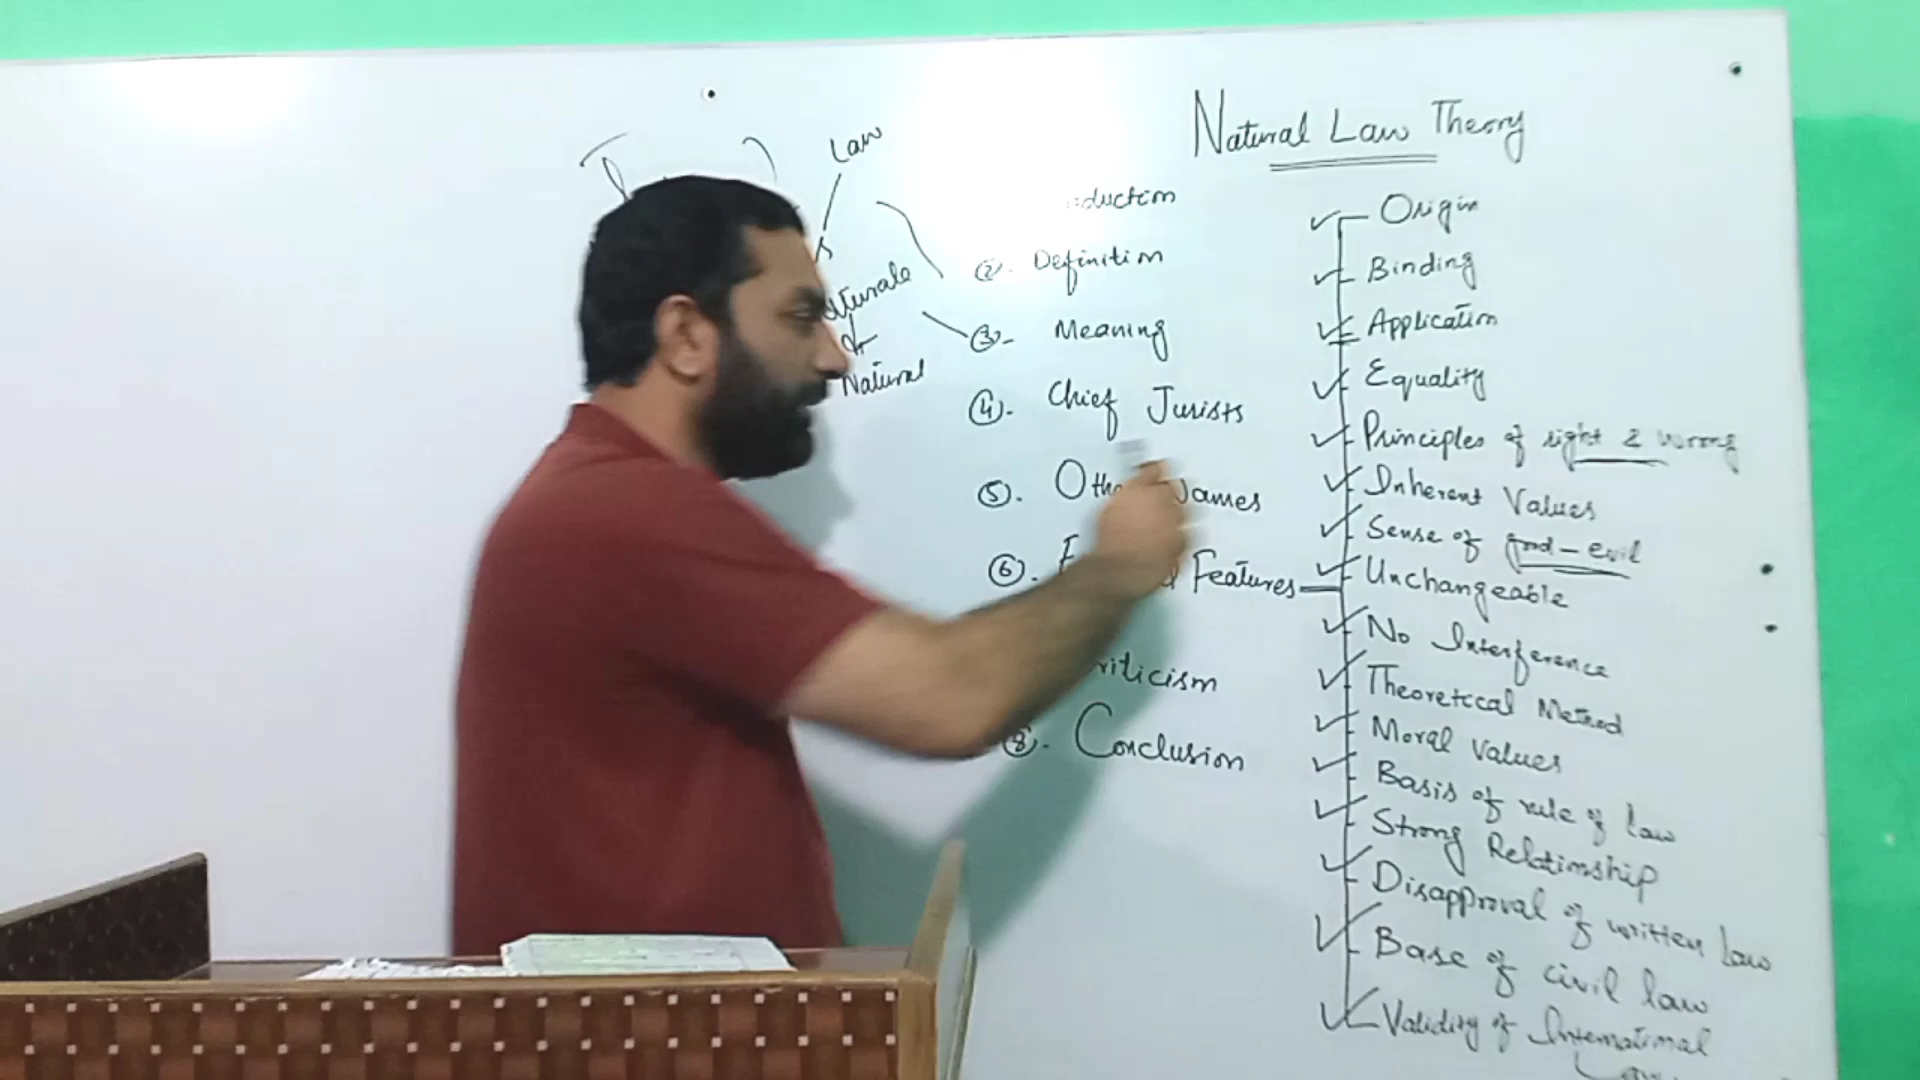 Natural Law Theory
Law
Natural
duction
②. Definition
③- Meaning
④. Chief Jurists
⑤. Names
⑥. Features
riticism
⑧. Conclusion
Origin
Binding
Application
Equality
Principles of right & wrong
Inherent Values
Sense of good - evil
Unchangeable
No Interference
Theoretical Method
Moral Values
Basis of rule of law
Strong Relationship
Disapproval of written law
Base of civil law
Validity of International
Law